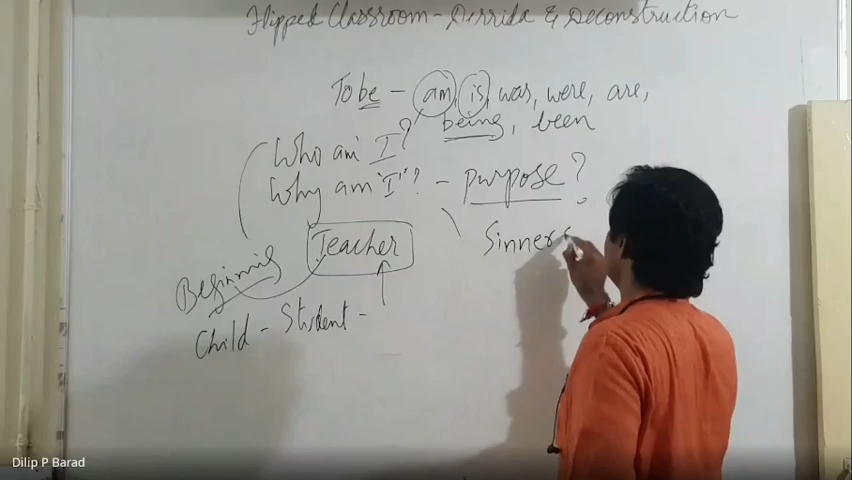 Flipped Classroom - Derrida & Deconstruction
To be - am, is, was, were, are,
being, been
Who am I?
Why am "I"? - purpose?
Teacher
Sinners
Beginning
Child - Student -
Dilip P Barad